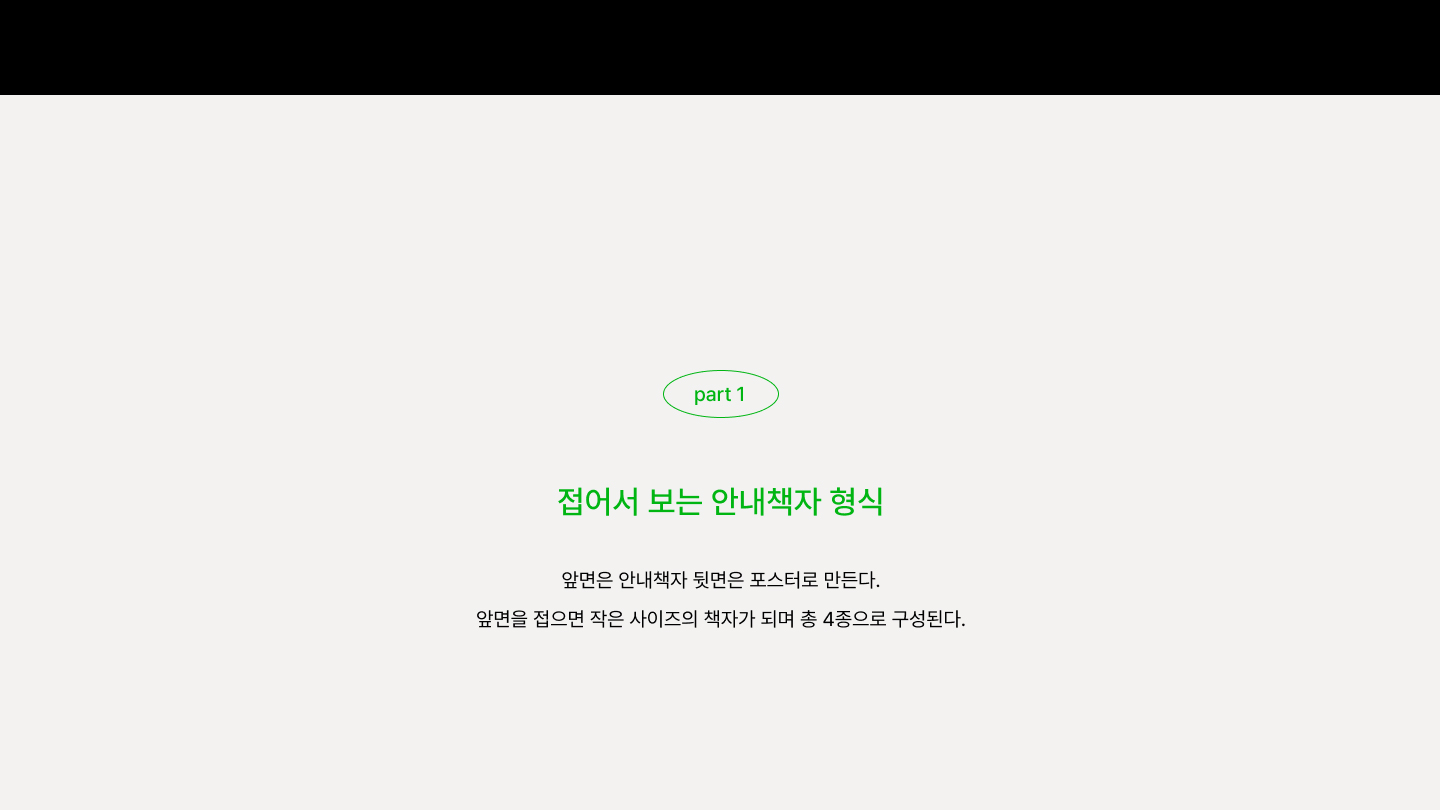 part 1
접어서 보는 안내책자 형식
앞면은 안내책자 뒷면은 포스터로 만든다.
앞면을 접으면 작은 사이즈의 책자가 되며 총 4종으로 구성된다.